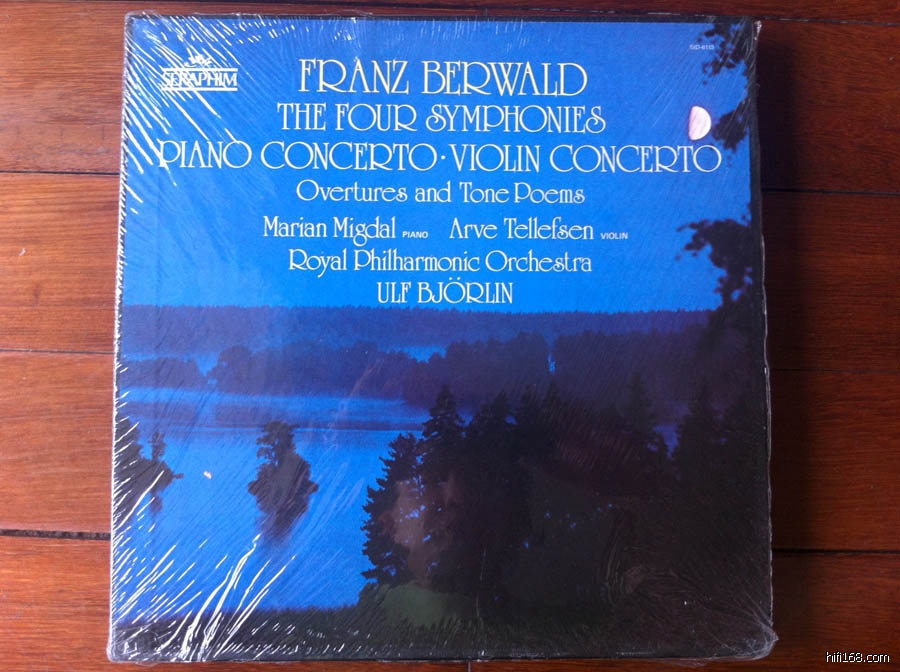 SERAPHIM
FRANZ BERWALD
THE FOUR SYMPHONIES
PIANO CONCERTO · VIOLIN CONCERTO
Overtures and Tone Poems
Marian Migdal PIANO Arve Tellefsen VIOLIN
Royal Philharmonic Orchestra
ULF BJÖRLIN
hifi168.com